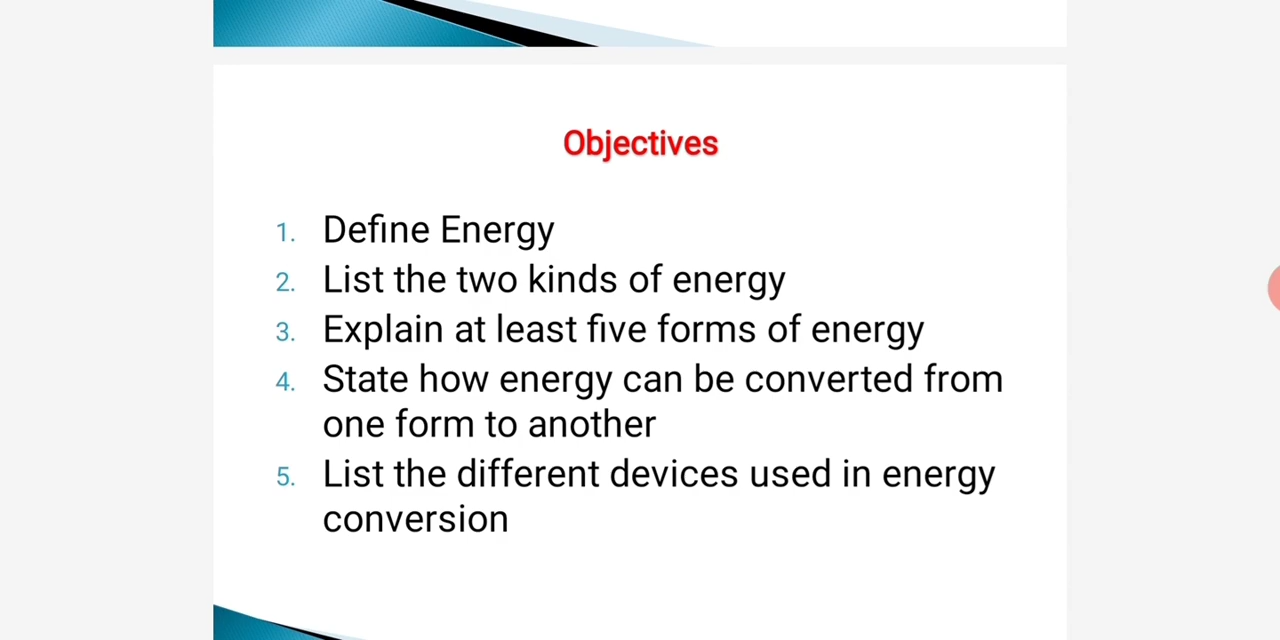 Objectives
1. Define Energy
2. List the two kinds of energy
3. Explain at least five forms of energy
4. State how energy can be converted from
one form to another
5. List the different devices used in energy
conversion